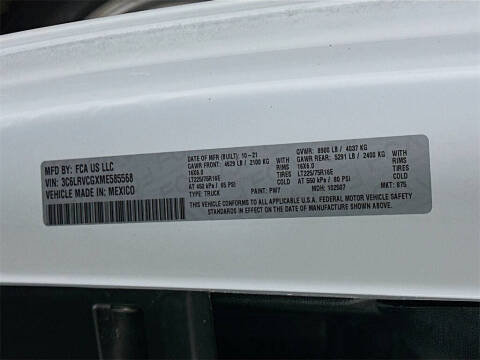 MFD BY: FCA US LLC
VIN: 3C6LRVCGXME585568
VEHICLE MADE IN: MEXICO
DATE OF MFR (BUILT): 10-21
GAWR FRONT: 4629 LB / 2100 KG
16X6.0 RIMS
LT225/75R16E TIRES
AT 450 kPa / 65 PSI COLD
TYPE: TRUCK PAINT: PW7
GVWR: 8900 LB / 4037 KG
GAWR REAR: 5291 LB / 2400 KG
16X6.0 RIMS
LT225/75R16E TIRES
AT 550 kPa / 80 PSI COLD
MDH: 102507 MKT: 875
THIS VEHICLE CONFORMS TO ALL APPLICABLE U.S.A. FEDERAL MOTOR VEHICLE SAFETY
STANDARDS IN EFFECT ON THE DATE OF MANUFACTURE SHOWN ABOVE.